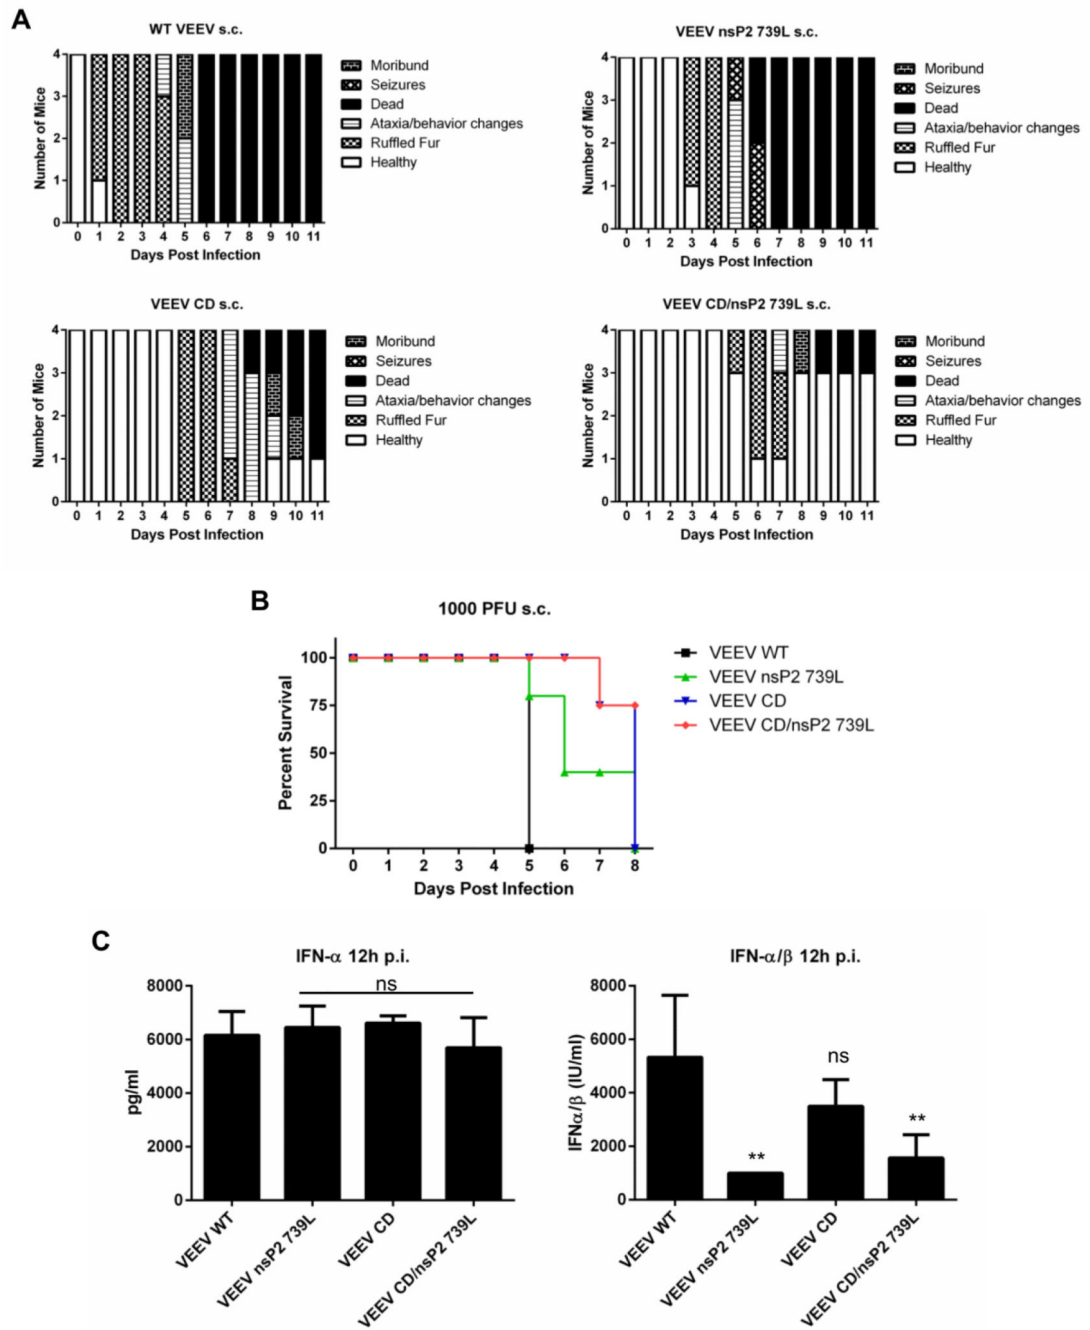 A
WT VEEV s.c.
Number of Mice
4
3
2
1
0
0 1 2 3 4 5 6 7 8 9 10 11
Days Post Infection
Moribund
Seizures
Dead
Ataxia/behavior changes
Ruffled Fur
Healthy
VEEV nsP2 739L s.c.
Number of Mice
4
3
2
1
0
0 1 2 3 4 5 6 7 8 9 10 11
Days Post Infection
Moribund
Seizures
Dead
Ataxia/behavior changes
Ruffled Fur
Healthy
VEEV CD s.c.
Number of Mice
4
3
2
1
0
0 1 2 3 4 5 6 7 8 9 10 11
Days Post Infection
Moribund
Seizures
Dead
Ataxia/behavior changes
Ruffled Fur
Healthy
VEEV CD/nsP2 739L s.c.
Number of Mice
4
3
2
1
0
0 1 2 3 4 5 6 7 8 9 10 11
Days Post Infection
Moribund
Seizures
Dead
Ataxia/behavior changes
Ruffled Fur
Healthy
B
1000 PFU s.c.
Percent Survival
100
75
50
25
0
0 1 2 3 4 5 6 7 8
Days Post Infection
VEEV WT
VEEV nsP2 739L
VEEV CD
VEEV CD/nsP2 739L
C
IFN-α 12h p.i.
ns
pg/ml
8000
6000
4000
2000
0
VEEV WT
VEEV nsP2 739L
VEEV CD
VEEV CD/nsP2 739L
IFN-α/β 12h p.i.
IFNα/β (IU/ml)
8000
6000
4000
2000
0
**
ns
**
VEEV WT
VEEV nsP2 739L
VEEV CD
VEEV CD/nsP2 739L